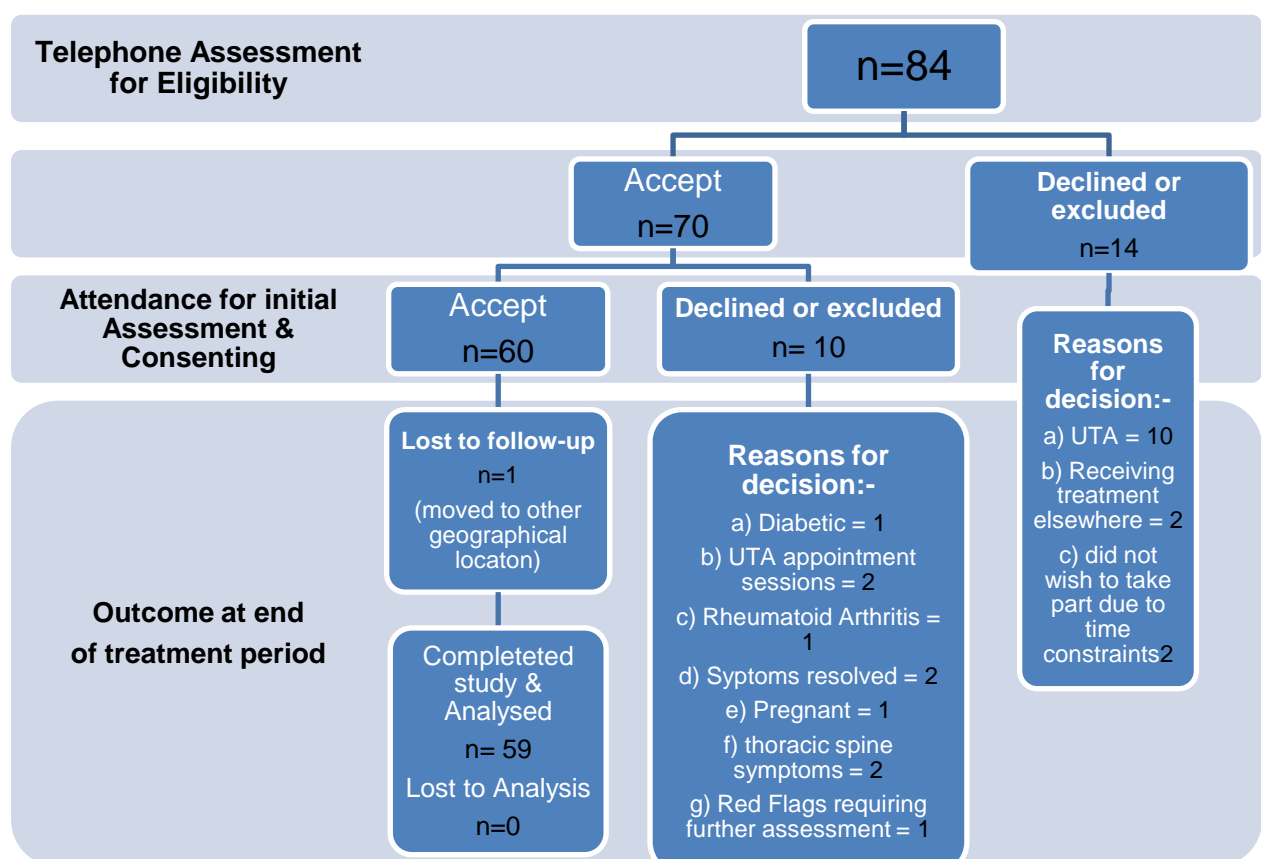 Telephone Assessment
for Eligibility
n=84
Accept
n=70
Declined or
excluded
n=14
Attendance for initial
Assessment &
Consenting
Accept
n=60
Declined or excluded
n= 10
Reasons
for
decision:-
a) UTA = 10
b) Receiving
treatment
elsewhere = 2
c) did not
wish to take
part due to
time
constraints2
Outcome at end
of treatment period
Lost to follow-up
n=1
(moved to other
geographical
locaton)
Completeted
study &
Analysed
n= 59
Lost to Analysis
n=0
Reasons for
decision:-
a) Diabetic = 1
b) UTA appointment
sessions = 2
c) Rheumatoid Arthritis =
1
d) Syptoms resolved = 2
e) Pregnant = 1
f) thoracic spine
symptoms = 2
g) Red Flags requiring
further assessment = 1